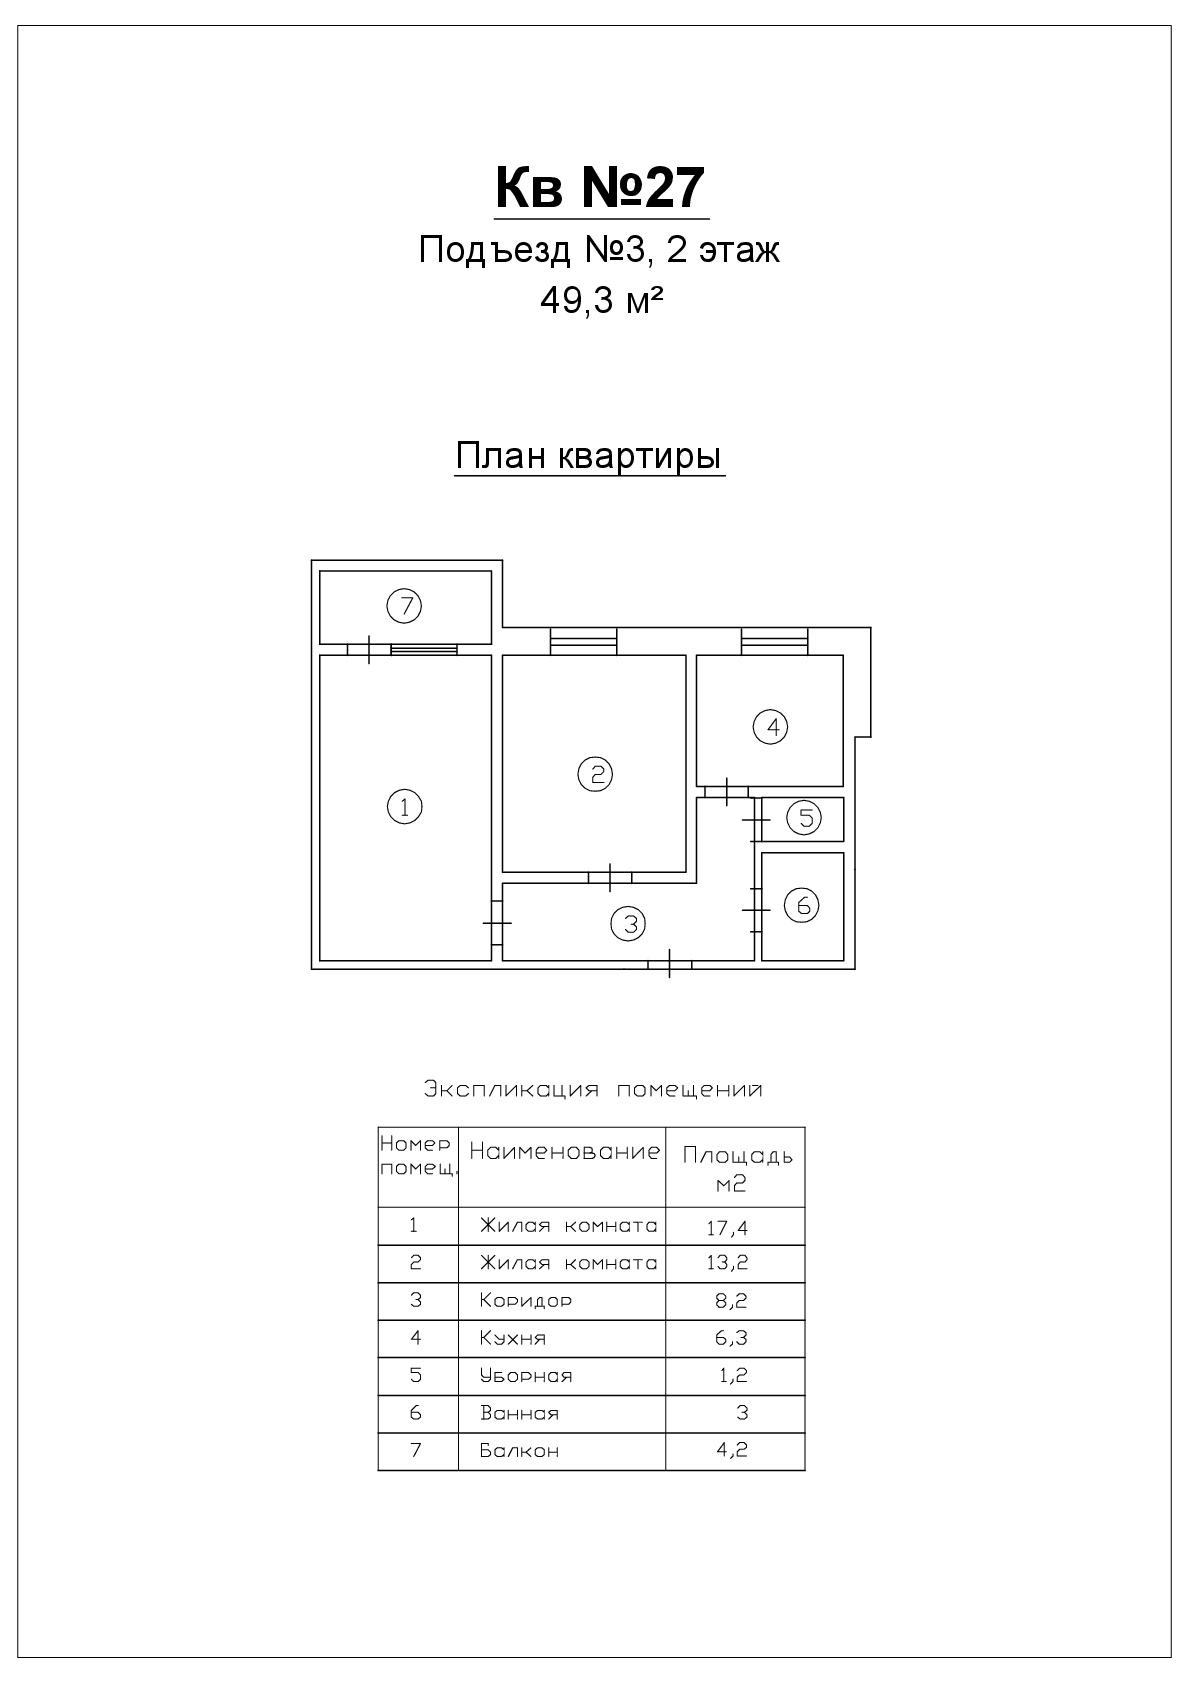 Кв №27
Подъезд №3, 2 этаж
49,3 м²
План квартиры
7
4
2
1
5
6
3
Экспликация помещений
Номер помещ. Наименование Площадь м2
1 Жилая комната 17,4
2 Жилая комната 13,2
3 Коридор 8,2
4 Кухня 6,3
5 Уборная 1,2
6 Ванная 3
7 Балкон 4,2